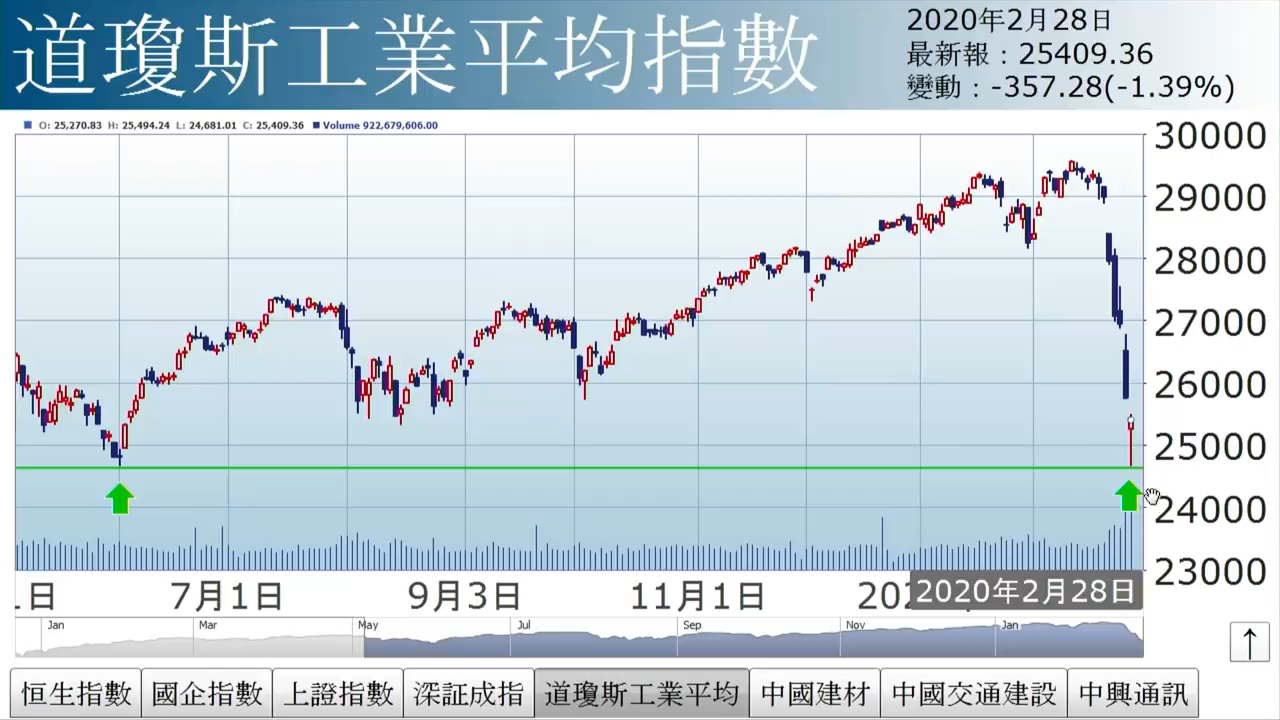 道瓊斯工業平均指數
2020年2月28日
最新報：25409.36
變動：-357.28(-1.39%)
O: 25,270.83 H: 25,494.24 L: 24,681.01 C: 25,409.36 Volume 922,679,606.00
30000
29000
28000
27000
26000
25000
24000
23000
1日 7月1日 9月3日 11月1日 202 2020年2月28日
Jan Mar May Jul Sep Nov Jan
↑
恒生指數 國企指數 上證指數 深証成指 道瓊斯工業平均 中國建材 中國交通建設 中興通訊